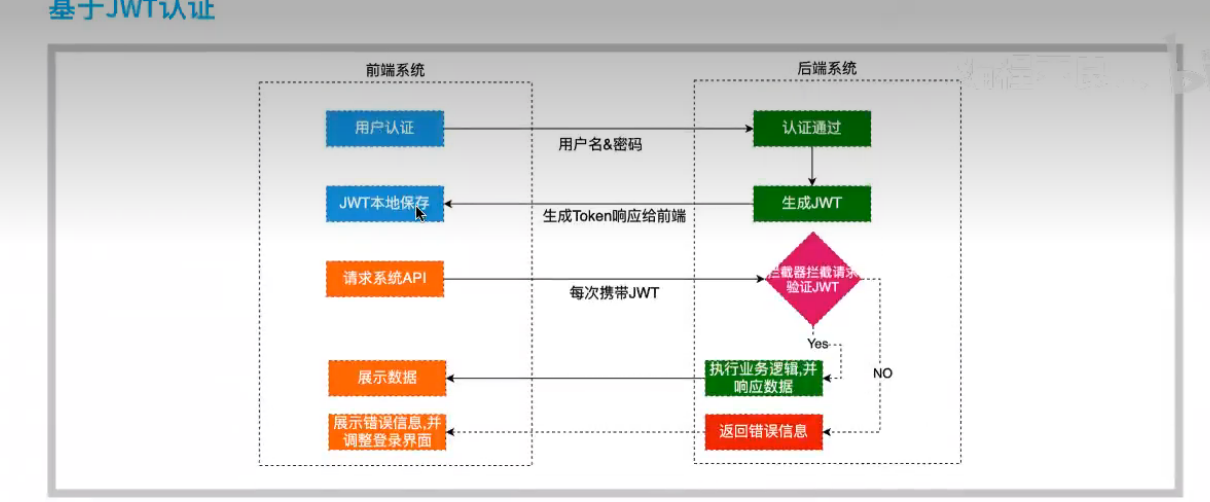 基于JWT认证
前端系统
后端系统
用户认证
用户名&密码
认证通过
JWT本地保存
生成Token响应给前端
生成JWT
请求系统API
每次携带JWT
拦截器拦截请求
验证JWT
Yes
NO
展示数据
执行业务逻辑,并
响应数据
展示错误信息,并
调整登录界面
返回错误信息